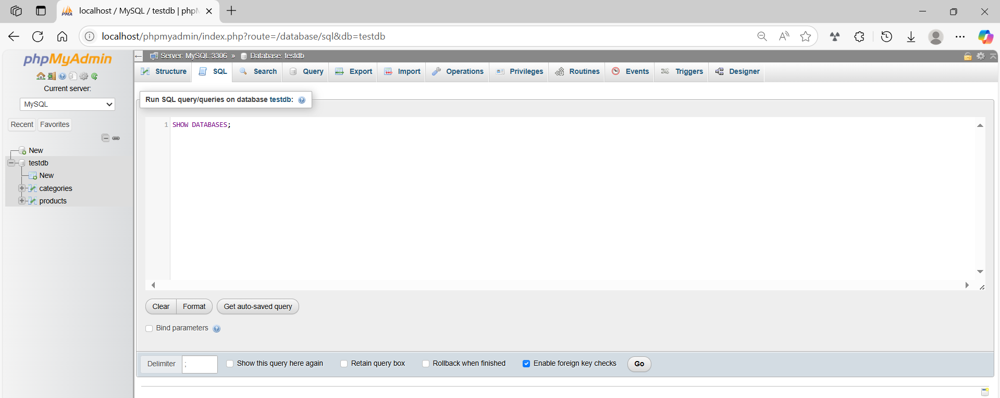 localhost / MySQL / testdb | phpM
localhost/phpmyadmin/index.php?route=/database/sql&db=testdb
phpMyAdmin
Current server:
MySQL
Recent Favorites
New
testdb
New
categories
products
Server: MySQL:3306 » Database: testdb
Structure SQL Search Query Export Import Operations Privileges Routines Events Triggers Designer
Run SQL query/queries on database testdb:
1 SHOW DATABASES;
Clear Format Get auto-saved query
Bind parameters
Delimiter ; Show this query here again Retain query box Rollback when finished Enable foreign key checks Go